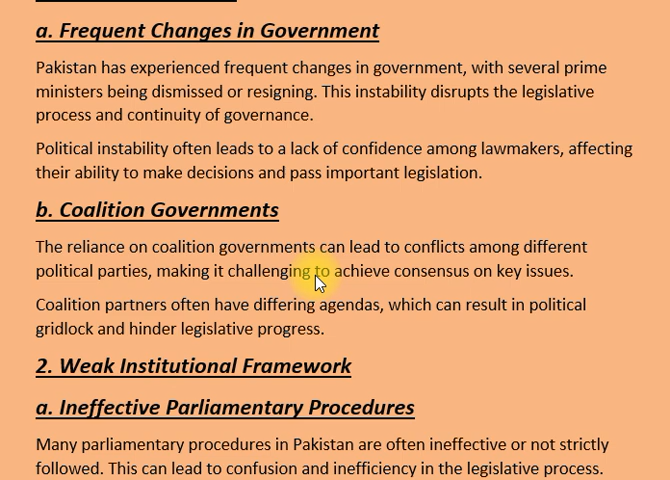 a. Frequent Changes in Government
Pakistan has experienced frequent changes in government, with several prime
ministers being dismissed or resigning. This instability disrupts the legislative
process and continuity of governance.
Political instability often leads to a lack of confidence among lawmakers, affecting
their ability to make decisions and pass important legislation.
b. Coalition Governments
The reliance on coalition governments can lead to conflicts among different
political parties, making it challenging to achieve consensus on key issues.
Coalition partners often have differing agendas, which can result in political
gridlock and hinder legislative progress.
2. Weak Institutional Framework
a. Ineffective Parliamentary Procedures
Many parliamentary procedures in Pakistan are often ineffective or not strictly
followed. This can lead to confusion and inefficiency in the legislative process.